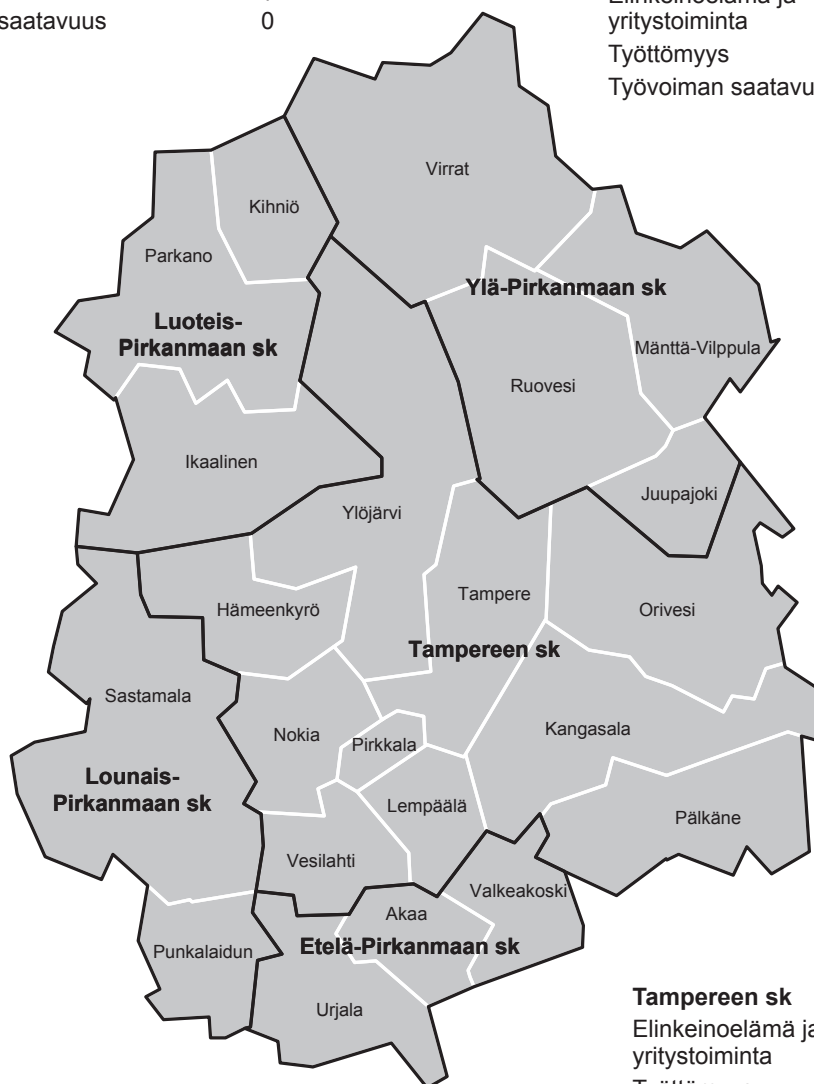 Elinkeinoelämä ja
saatavuus 0
yritystoiminta
Työttömyys
Työvoiman saatavu
Virrat
Kihniö
Parkano
Ylä-Pirkanmaan sk
Luoteis-
Pirkanmaan sk
Mänttä-Vilppula
Ruovesi
Ikaalinen
Juupajoki
Ylöjärvi
Tampere
Hämeenkyrö
Orivesi
Tampereen sk
Sastamala
Nokia
Pirkkala
Kangasala
Lounais-
Pirkanmaan sk
Lempäälä
Pälkäne
Vesilahti
Valkeakoski
Akaa
Etelä-Pirkanmaan sk
Punkalaidun
Urjala
Tampereen sk
Elinkeinoelämä ja
yritystoiminta